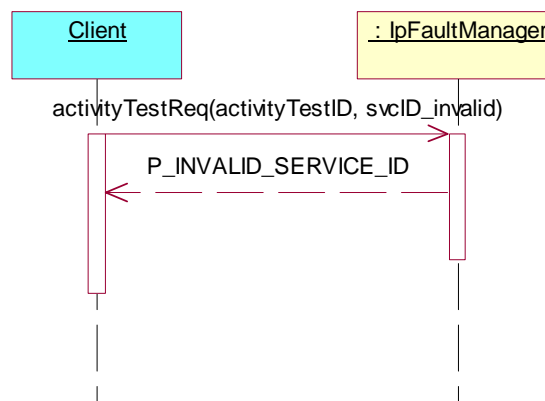 Client
: IpFaultManager
activityTestReq(activityTestID, svcID_invalid)
P_INVALID_SERVICE_ID